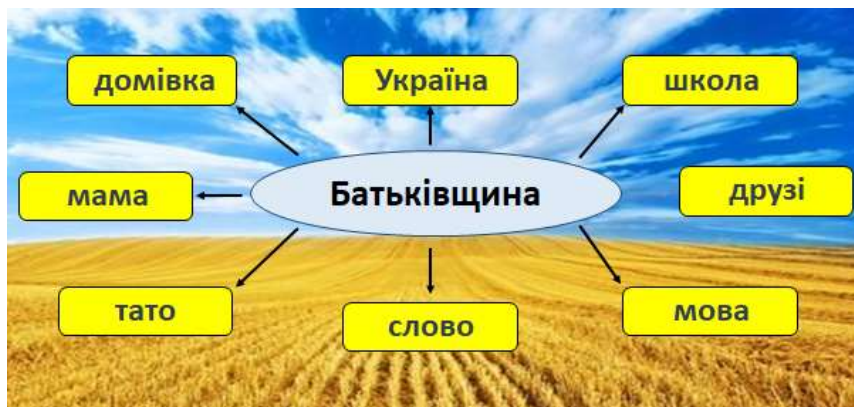 домівка
Україна
школа
мама
Батьківщина
друзі
тато
слово
мова